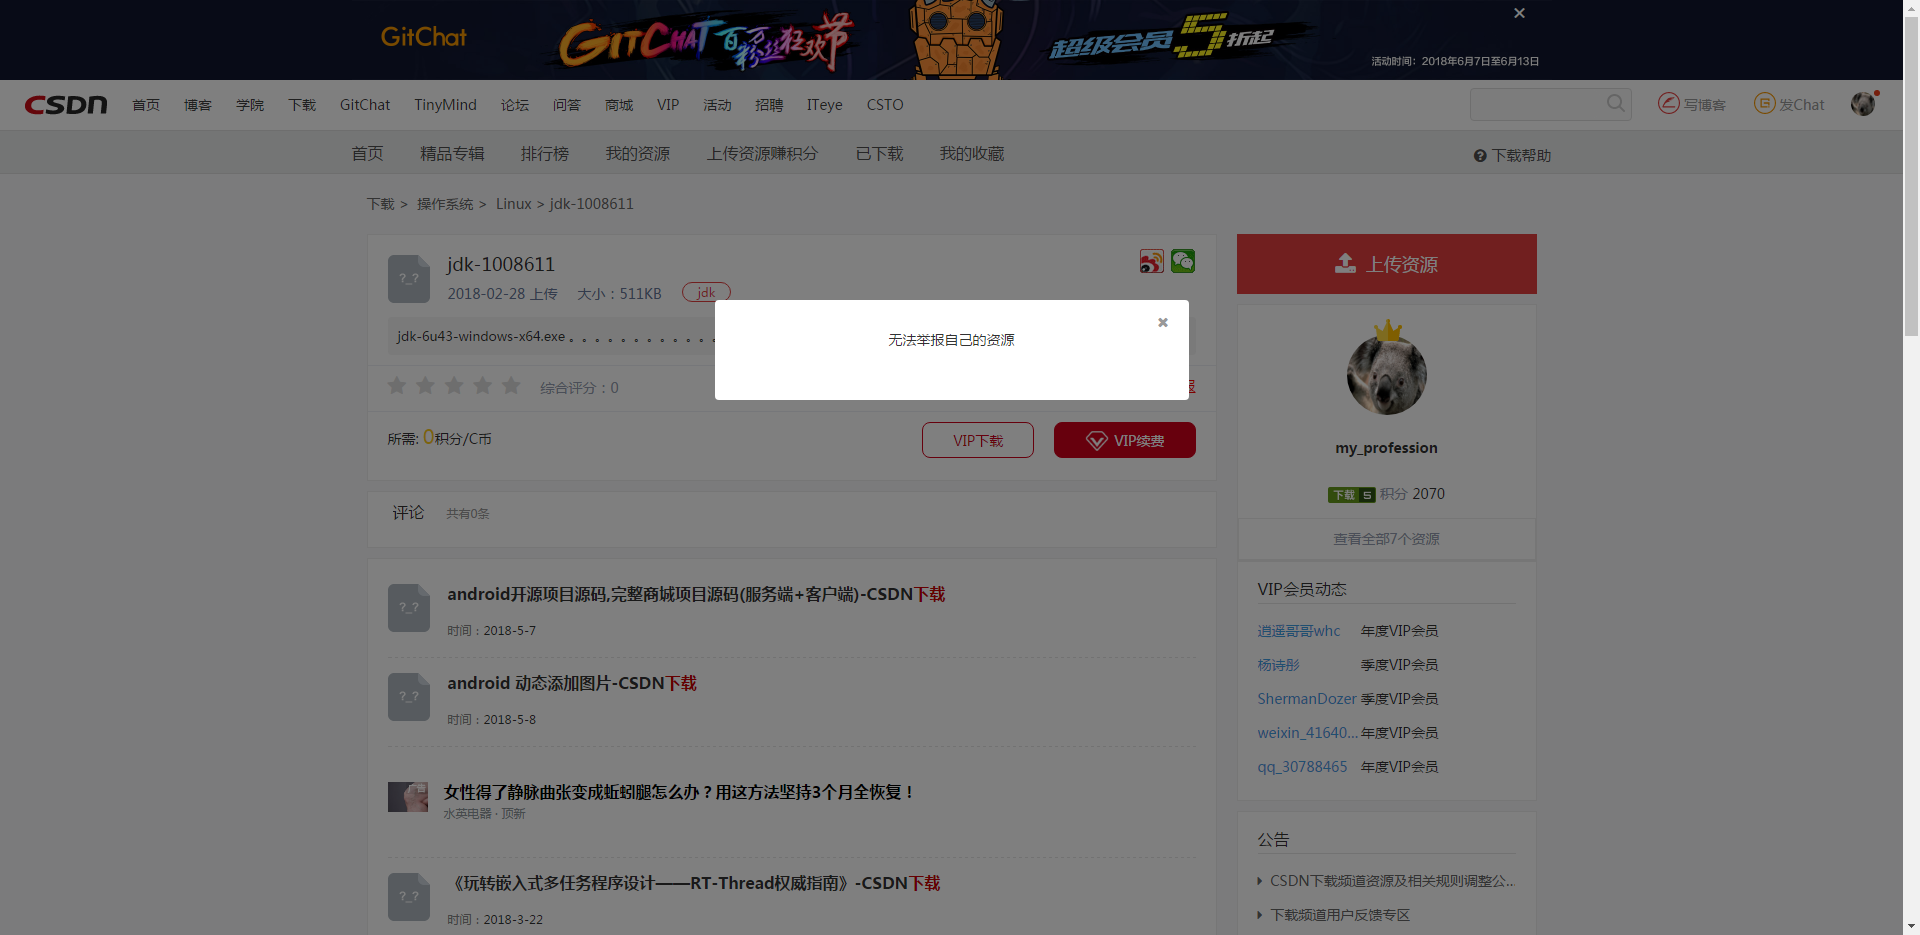 GitChat
GITCHAT百万粉丝狂欢节
超级会员5折起
活动时间：2018年6月7日至6月13日
CSDN 首页 博客 学院 下载 GitChat TinyMind 论坛 问答 商城 VIP 活动 招聘 ITeye CSTO 写博客 发Chat
首页 精品专辑 排行榜 我的资源 上传资源赚积分 已下载 我的收藏 下载帮助
下载 > 操作系统 > Linux > jdk-1008611
jdk-1008611
2018-02-28 上传 大小：511KB jdk
jdk-6u43-windows-x64.exe 。。。。。。。。。。。。
无法举报自己的资源
综合评分：0
所需: 0积分/C币
VIP下载
VIP续费
评论 共有0条
android开源项目源码,完整商城项目源码(服务端+客户端)-CSDN下载
时间：2018-5-7
android 动态添加图片-CSDN下载
时间：2018-5-8
广告
女性得了静脉曲张变成蚯蚓腿怎么办？用这方法坚持3个月全恢复！
水英电器 · 顶新
《玩转嵌入式多任务程序设计——RT-Thread权威指南》-CSDN下载
时间：2018-3-22
上传资源
my_profession
下载 5 积分 2070
查看全部7个资源
VIP会员动态
逍遥哥哥whc 年度VIP会员
杨诗彤 季度VIP会员
ShermanDozer 季度VIP会员
weixin_41640... 年度VIP会员
qq_30788465 年度VIP会员
公告
CSDN下载频道资源及相关规则调整公...
下载频道用户反馈专区